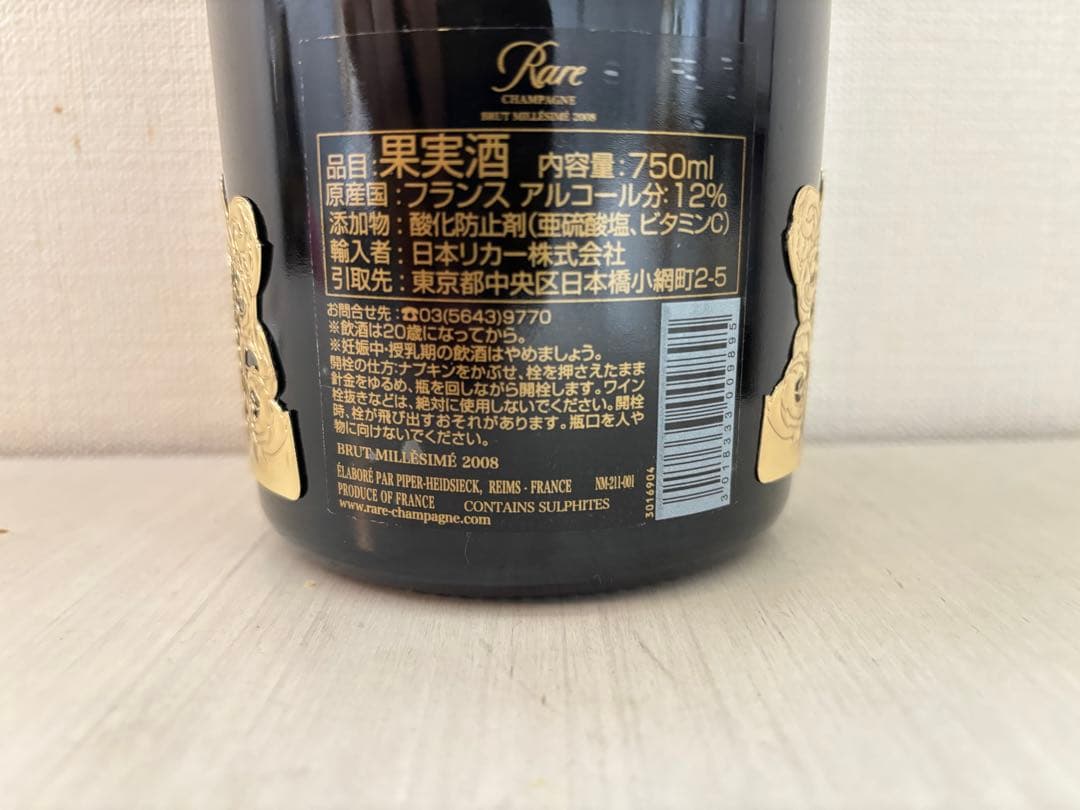 Rare
CHAMPAGNE
BRUT MILLÉSIMÉ 2008
品目:果実酒 内容量:750ml
原産国:フランス アルコール分:12%
添加物:酸化防止剤(亜硫酸塩、ビタミンC)
輸入者:日本リカー株式会社
引取先:東京都中央区日本橋小網町2-5
お問合せ先:☎03(5643)9770
※飲酒は20歳になってから。
※妊娠中・授乳期の飲酒はやめましょう。
開栓の仕方:ナプキンをかぶせ、栓を押さえたまま
針金をゆるめ、瓶を回しながら開栓します。ワイン
栓抜きなどは、絶対に使用しないでください。開栓
時、栓が飛び出すおそれがあります。瓶口を人や
物に向けないでください。
BRUT MILLÉSIMÉ 2008
ÉLABORÉ PAR PIPER-HEIDSIECK, REIMS - FRANCE NM-211-001
PRODUCE OF FRANCE CONTAINS SULPHITES
www.rare-champagne.com
3016904
3018333009895